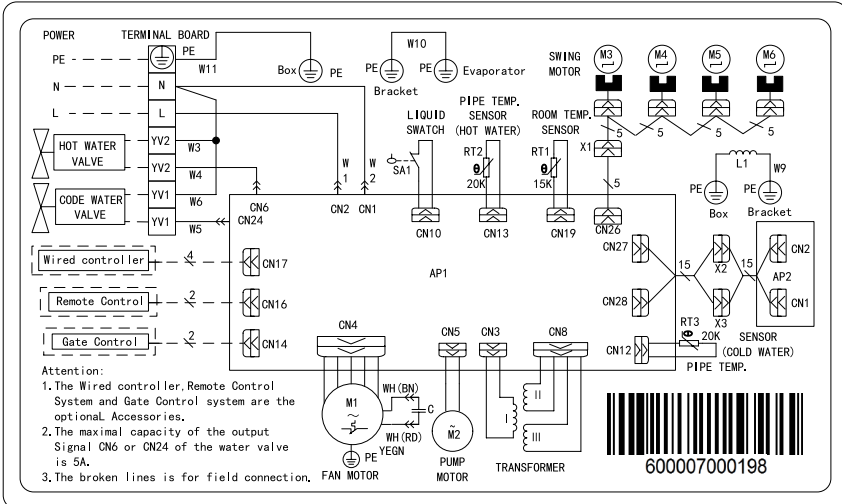 POWER
TERMINAL BOARD
PE
PE
W11
Box
PE
W10
PE
PE
Bracket
Evaporator
SWING
MOTOR
M3
M4
M5
M6
N
N
L
L
LIQUID
SWATCH
PIPE TEMP.
SENSOR
(HOT WATER)
ROOM TEMP.
SENSOR
5
5
5
5
HOT WATER
VALVE
YV2
W3
YV2
W4
W
1
W
2
SA1
RT2
θ
20K
RT1
θ
15K
X1
L1
W9
CODE WATER
VALVE
YV1
W6
YV1
W5
CN6
CN24
CN2
CN1
5
PE
PE
Box
Bracket
CN10
CN13
CN19
CN26
CN27
Wired controller
4
CN17
AP1
15
X2
15
CN2
AP2
Remote Control
2
CN16
CN28
X3
CN1
Gate Control
2
CN14
CN4
CN5
CN3
CN8
CN12
RT3
θ
20K
SENSOR
(COLD WATER)
PIPE TEMP.
Attention:
1. The Wired controller, Remote Control
System and Gate Control system are the
optionaL Accessories.
2. The maximal capacity of the output
Signal CN6 or CN24 of the water valve
is 5A.
3. The broken lines is for field connection.
M1
~
WH(BN)
C
WH(RD)
YEGN
PE
FAN MOTOR
~
M2
PUMP
MOTOR
I
II
III
TRANSFORMER
600007000198